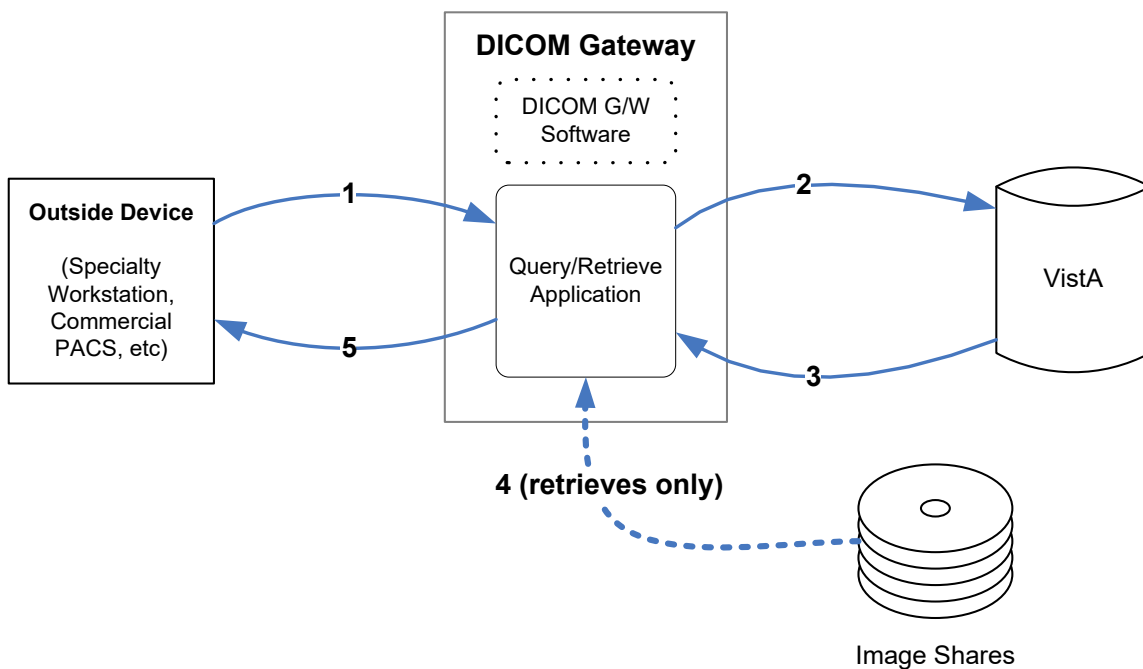 DICOM Gateway
DICOM G/W
Software
1
2
Outside Device
(Specialty
Workstation,
Commercial
PACS, etc)
Query/Retrieve
Application
VistA
5
3
4 (retrieves only)
Image Shares